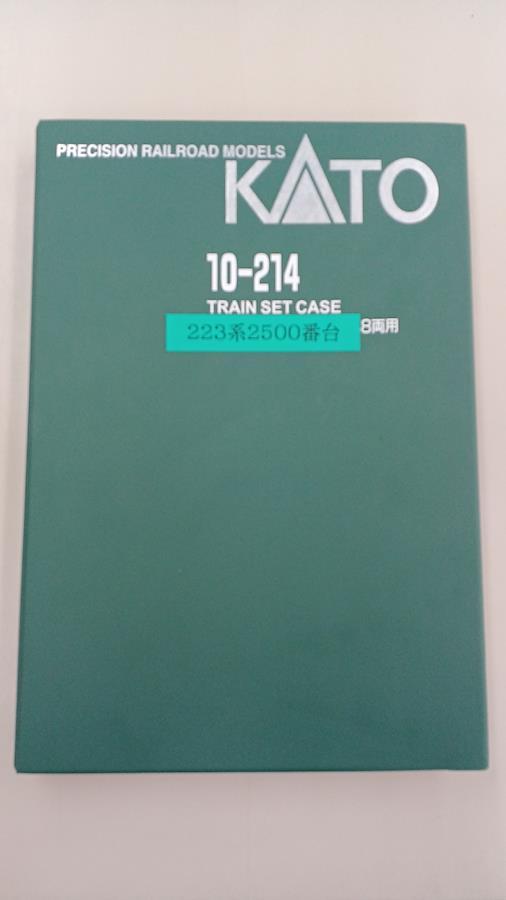 PRECISION RAILROAD MODELS
KATO
10-214
TRAIN SET CASE
223系2500番台
8両用